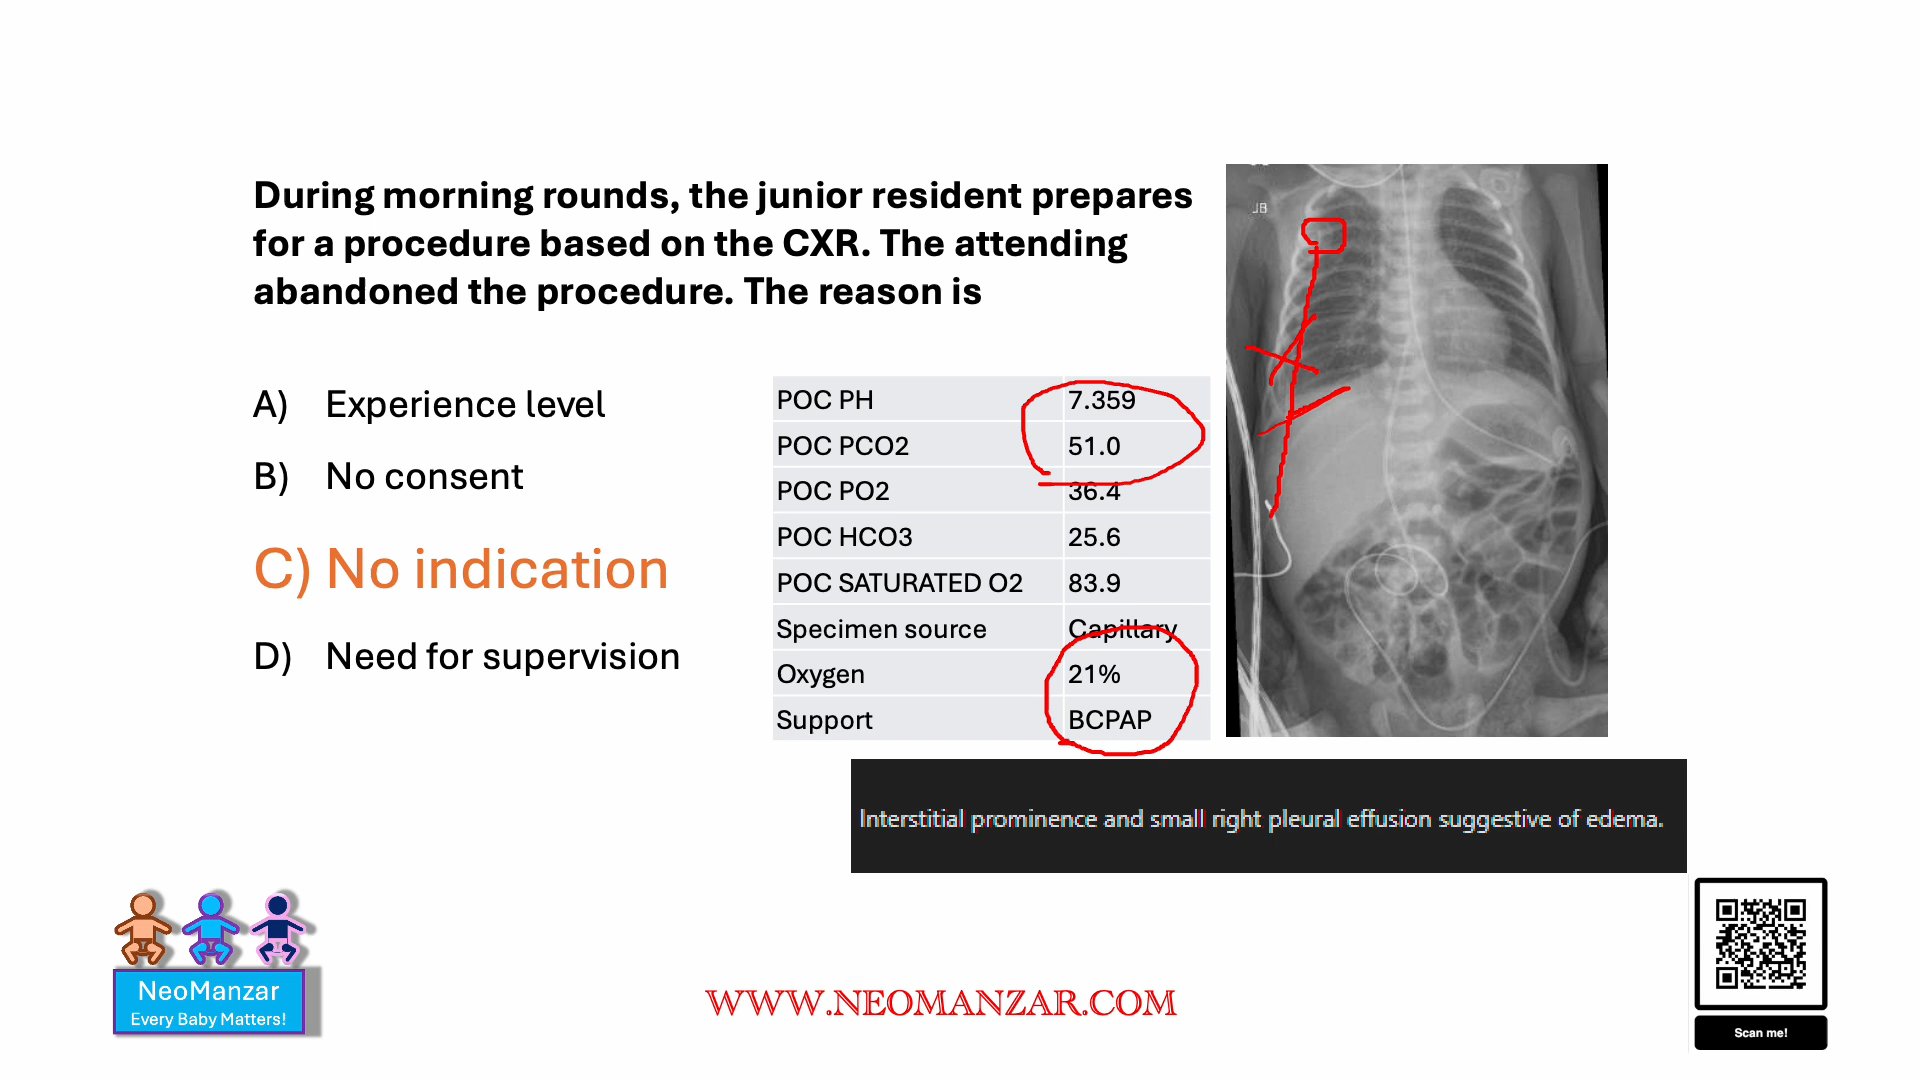 During morning rounds, the junior resident prepares
for a procedure based on the CXR. The attending
abandoned the procedure. The reason is
A) Experience level
B) No consent
C) No indication
D) Need for supervision
POC PH 7.359
POC PCO2 51.0
POC PO2 36.4
POC HCO3 25.6
POC SATURATED O2 83.9
Specimen source Capillary
Oxygen 21%
Support BCPAP
JB
Interstitial prominence and small right pleural effusion suggestive of edema.
NeoManzar
Every Baby Matters!
WWW.NEOMANZAR.COM
Scan me!